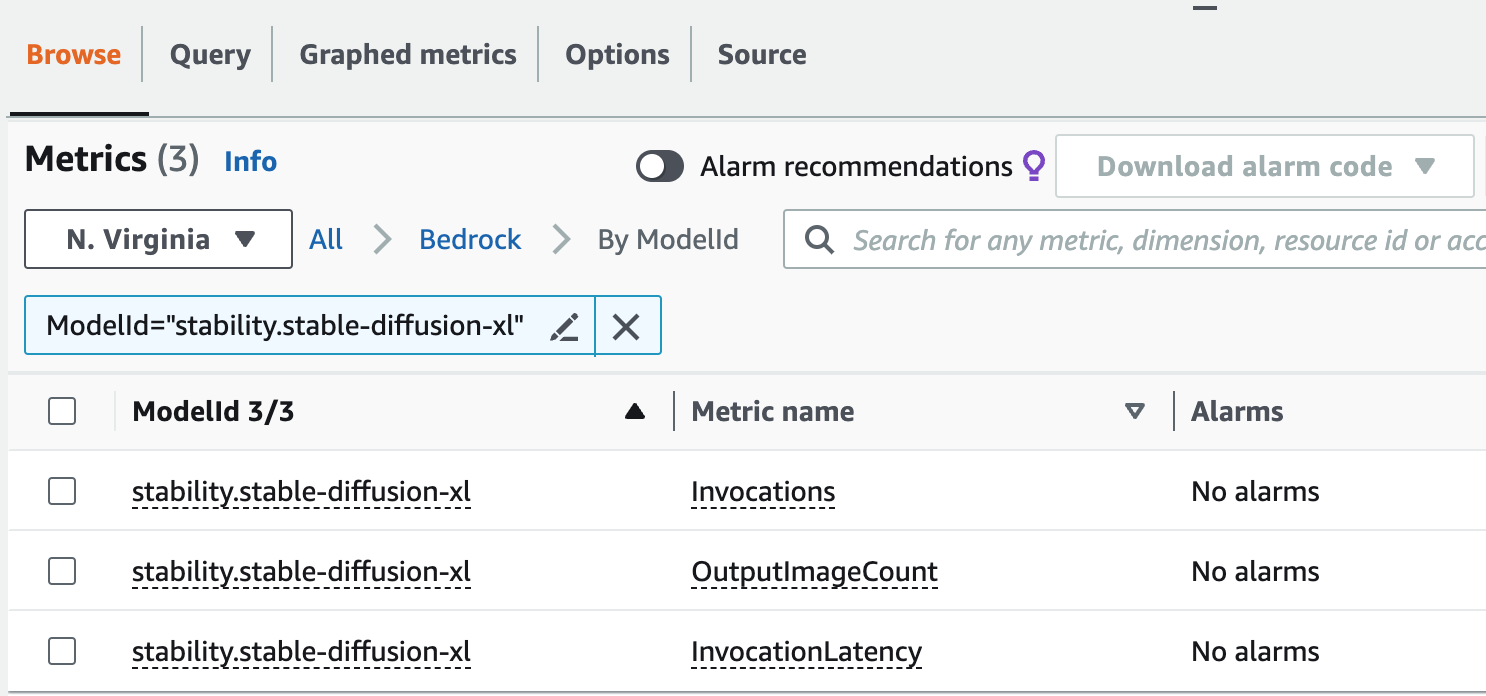 Browse Query Graphed metrics Options Source
Metrics (3) Info Alarm recommendations Download alarm code
N. Virginia All Bedrock By ModelId Search for any metric, dimension, resource id or acc
ModelId="stability.stable-diffusion-xl"
ModelId 3/3 Metric name Alarms
stability.stable-diffusion-xl Invocations No alarms
stability.stable-diffusion-xl OutputImageCount No alarms
stability.stable-diffusion-xl InvocationLatency No alarms